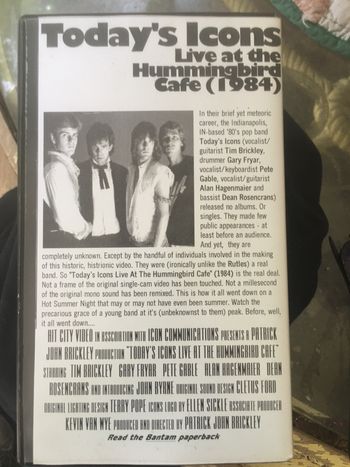 Today's Icons
Live at the
Hummingbird
Cafe (1984)
In their brief yet meteoric
career, the Indianapolis,
IN-based '80's pop band
Today's Icons (vocalist/
guitarist Tim Brickley,
drummer Gary Fryar,
vocalist/keyboardist Pete
Gable, vocalist/guitarist
Alan Hagenmaier and
bassist Dean Rosencrans)
released no albums. Or
singles. They made few
public appearances - at
least before an audience.
And yet, they are
completely unknown. Except by the handful of individuals involved in the making
of this historic, histrionic video. They were (ironically unlike the Rutles) a real
band. So "Today's Icons Live At The Hummingbird Cafe" (1984) is the real deal.
Not a frame of the original single-cam video has been touched. Not a millesecond
of the original mono sound has been remixed. This is how it all went down on a
Hot Summer Night that may or may not have even been summer. Watch the
precarious grace of a young band at it's (unbeknownst to them) peak. Before, well,
it all went down....
HIT CITY VIDEO IN ASSOCIATION WITH ICON COMMUNICATIONS PRESENTS A PATRICK
JOHN BRICKLEY PRODUCTION "TODAY'S ICONS LIVE AT THE HUMMINGBIRD CAFE"
STARRING TIM BRICKLEY GARY FRYAR PETE GABLE ALAN HAGENMAIER DEAN
ROSENCRANS AND INTRODUCING JOHN BYRNE ORIGINAL SOUND DESIGN CLETUS FORD
ORIGINAL LIGHTING DESIGN TERRY POPE ICONS LOGO BY ELLEN SICKLE ASSOCIATE PRODUCER
KEVIN VAN WYE PRODUCED AND DIRECTED BY PATRICK JOHN BRICKLEY
Read the Bantam paperback